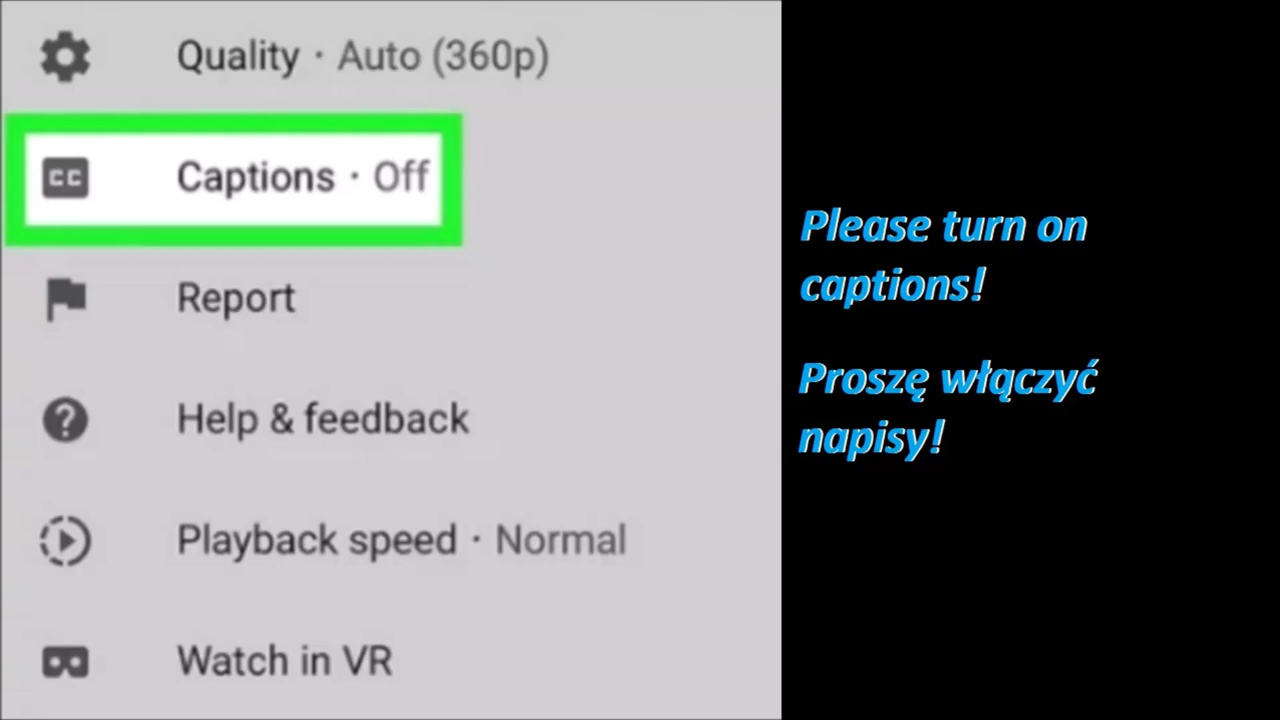 Quality · Auto (360p)
CC Captions · Off
Report
? Help & feedback
Playback speed · Normal
Watch in VR
Please turn on
captions!
Proszę włączyć
napisy!